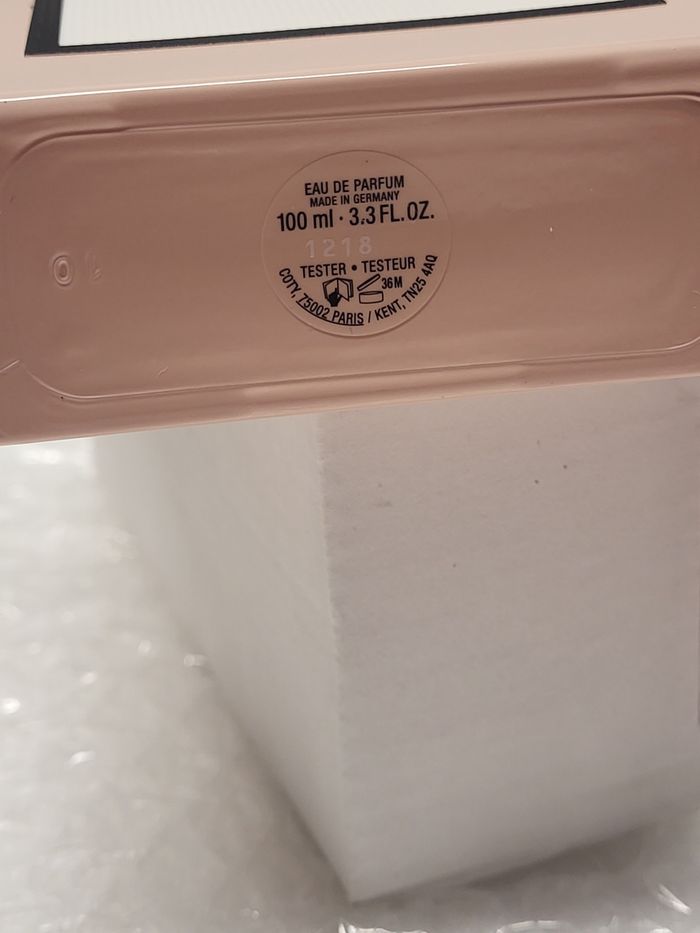 EAU DE PARFUM
MADE IN GERMANY
100 ml · 3.3 FL.OZ.
1218
TESTER • TESTEUR
36M
COTY, 75002 PARIS / KENT, TN25 4AQ